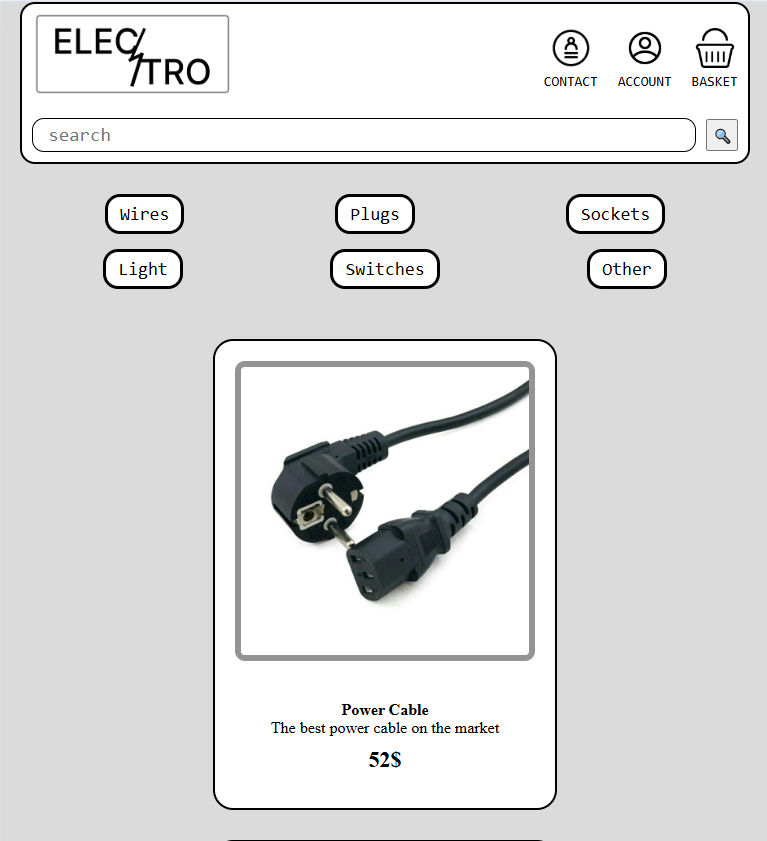 ELEC
TRO
CONTACT ACCOUNT BASKET
search
Wires Plugs Sockets
Light Switches Other
Power Cable
The best power cable on the market
52$